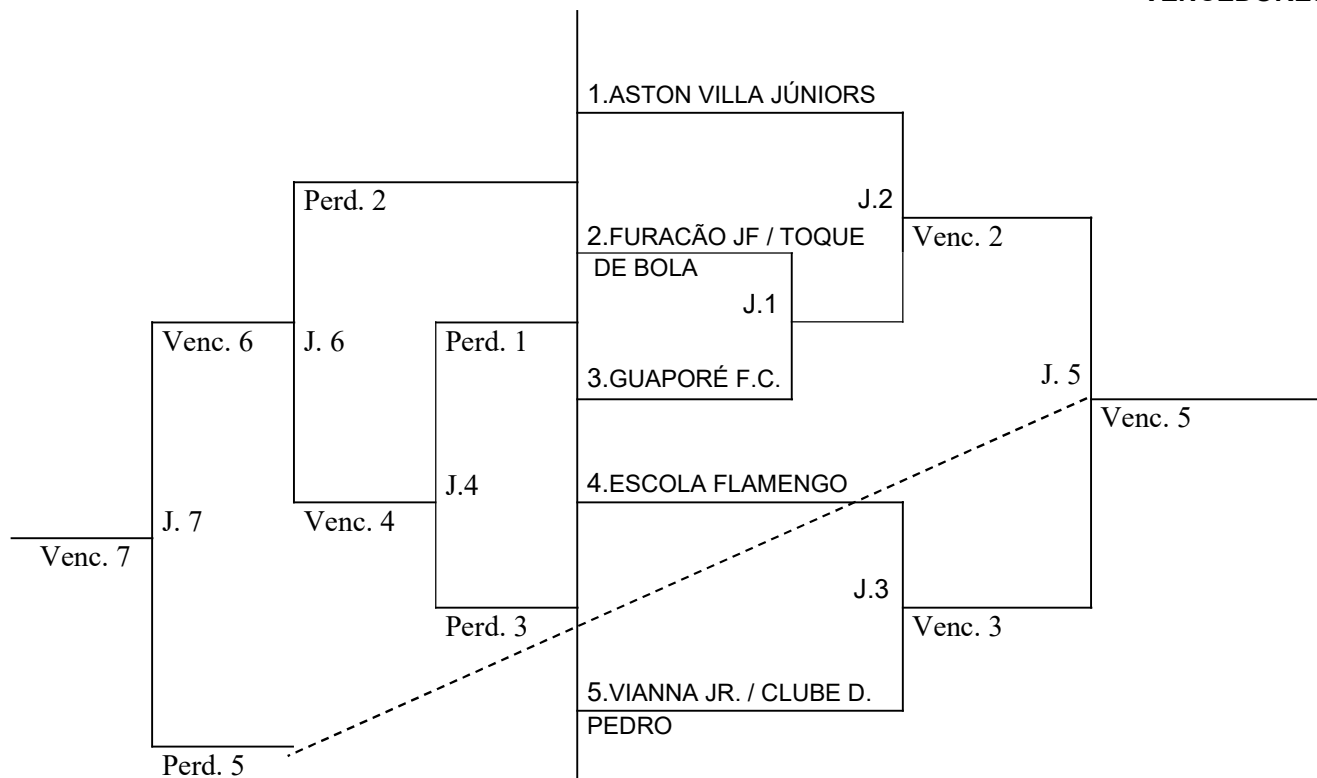 1.ASTON VILLA JÚNIORS
Perd. 2
J.2
2.FURACÃO JF / TOQUE
DE BOLA
Venc. 2
J.1
Venc. 6
J. 6
Perd. 1
3.GUAPORÉ F.C.
J. 5
Venc. 5
J.4
4.ESCOLA FLAMENGO
J. 7
Venc. 4
Venc. 7
J.3
Perd. 3
Venc. 3
5.VIANNA JR. / CLUBE D.
PEDRO
Perd. 5